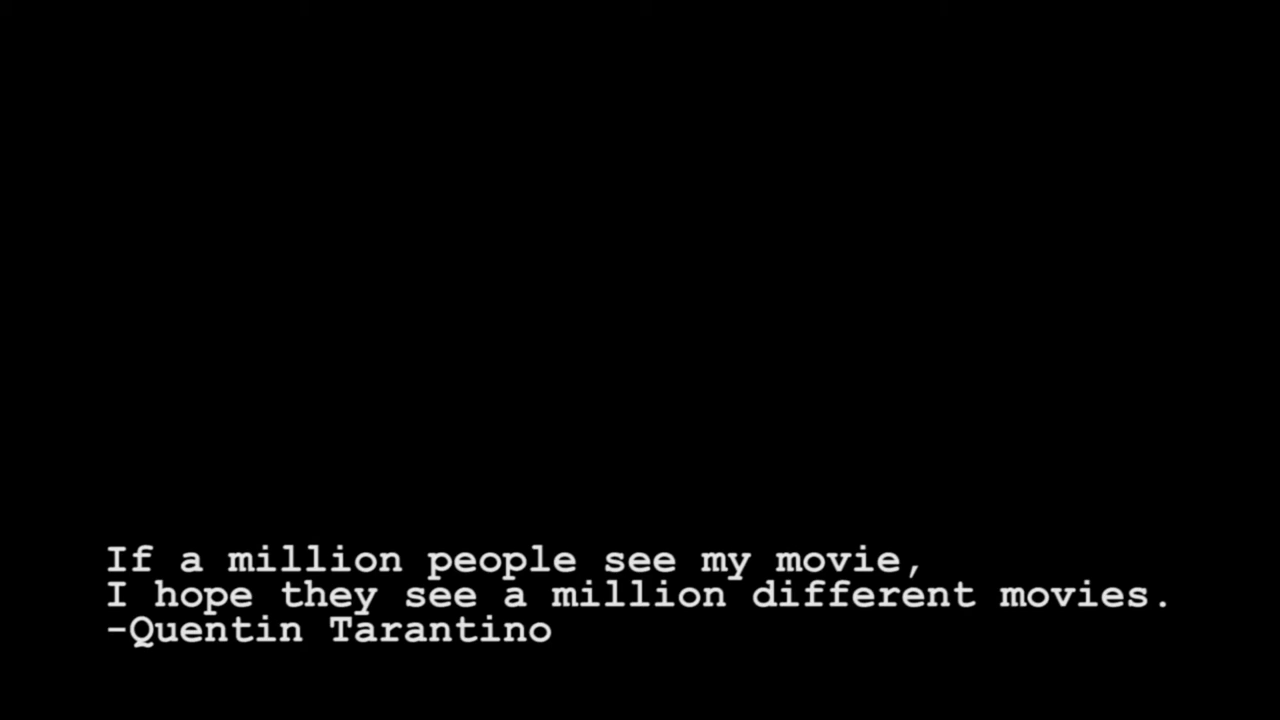 If a million people see my movie,
I hope they see a million different movies.
-Quentin Tarantino